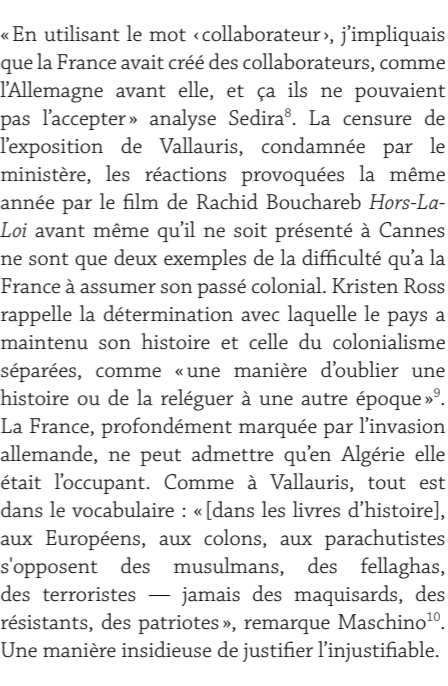 «En utilisant le mot ‹collaborateur›, j’impliquais
que la France avait créé des collaborateurs, comme
l’Allemagne avant elle, et ça ils ne pouvaient
pas l’accepter» analyse Sedira⁸. La censure de
l’exposition de Vallauris, condamnée par le
ministère, les réactions provoquées la même
année par le film de Rachid Bouchareb Hors-La-
Loi avant même qu’il ne soit présenté à Cannes
ne sont que deux exemples de la difficulté qu’a la
France à assumer son passé colonial. Kristen Ross
rappelle la détermination avec laquelle le pays a
maintenu son histoire et celle du colonialisme
séparées, comme «une manière d’oublier une
histoire ou de la reléguer à une autre époque»⁹.
La France, profondément marquée par l’invasion
allemande, ne peut admettre qu’en Algérie elle
était l’occupant. Comme à Vallauris, tout est
dans le vocabulaire : «[dans les livres d’histoire],
aux Européens, aux colons, aux parachutistes
s'opposent des musulmans, des fellaghas,
des terroristes — jamais des maquisards, des
résistants, des patriotes», remarque Maschino¹⁰.
Une manière insidieuse de justifier l’injustifiable.